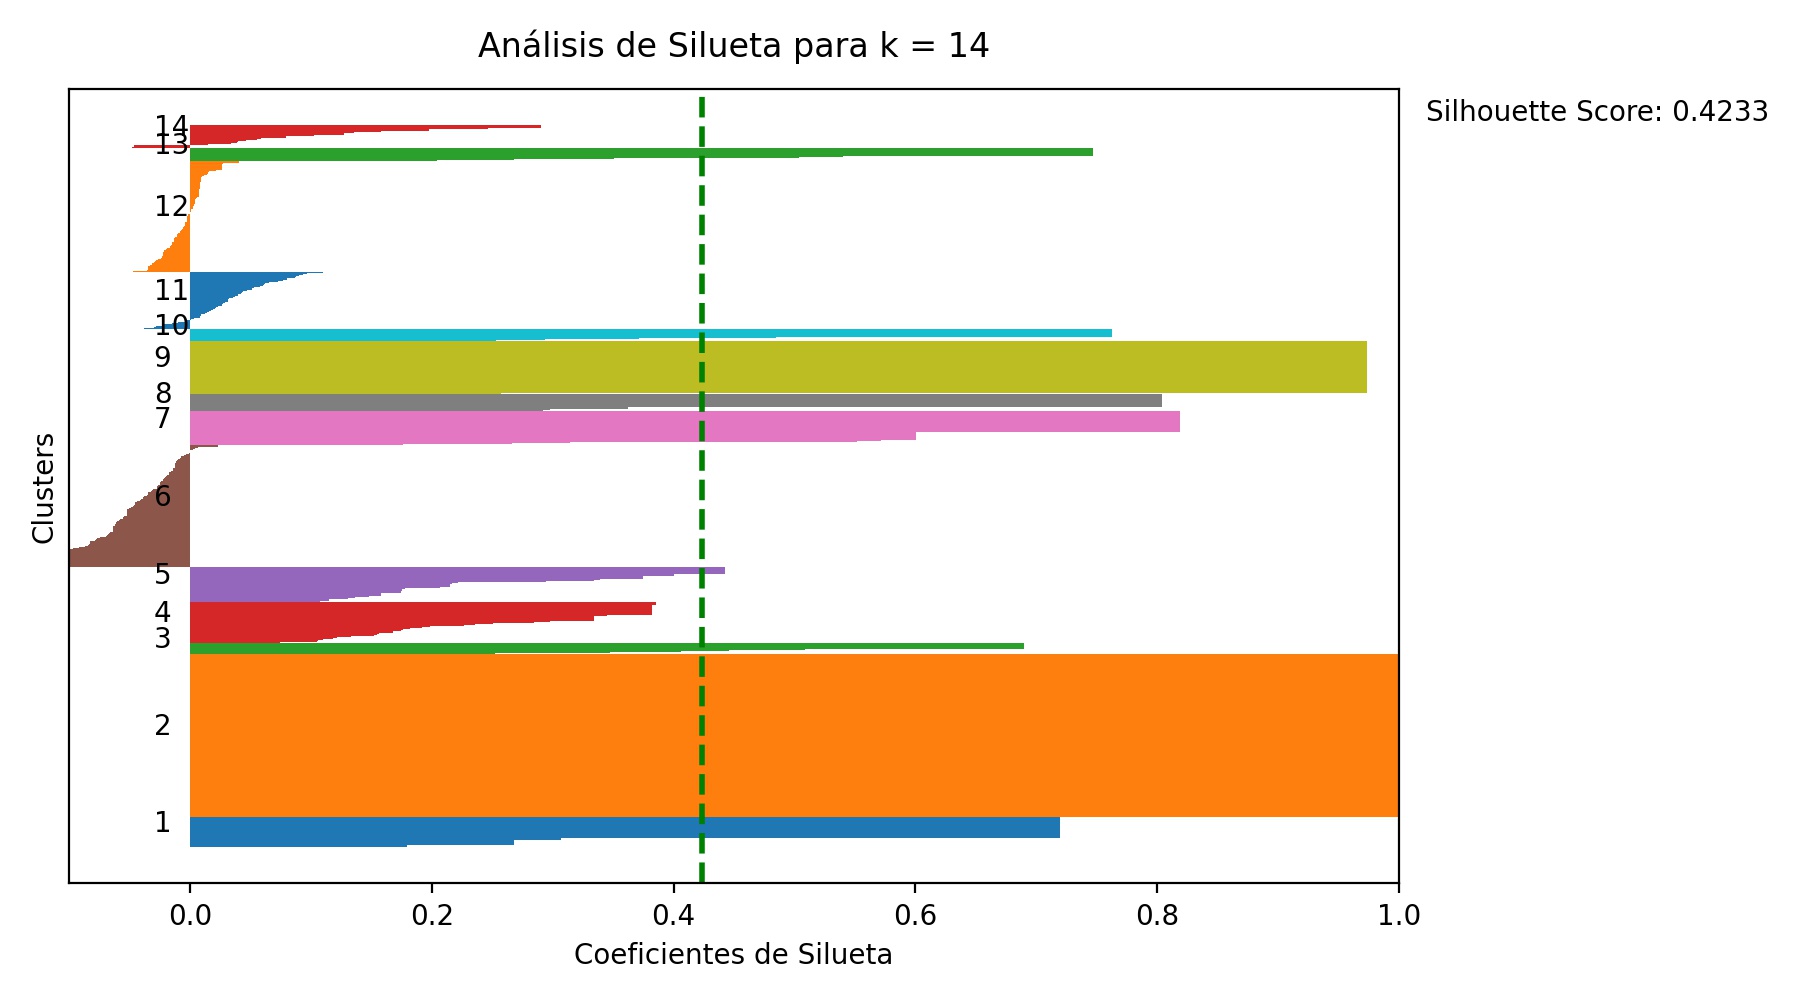 Análisis de Silueta para k = 14
Silhouette Score: 0.4233
14
13
12
11
10
9
8
7
6
5
4
3
2
1
Clusters
0.0 0.2 0.4 0.6 0.8 1.0
Coeficientes de Silueta